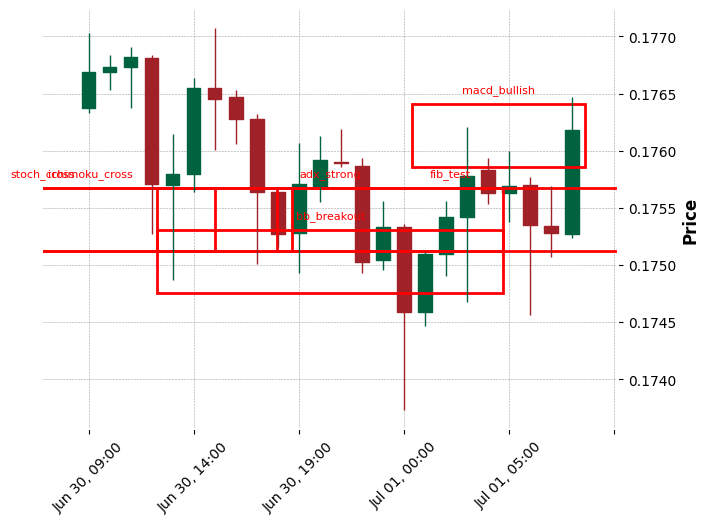 macd_bullish
ichimoku_cross
adx_strong
fib_test
0.1770
0.1765
0.1760
0.1755
0.1750
0.1745
0.1740
Price
Jun 30, 09:00
Jun 30, 14:00
Jun 30, 19:00
Jul 01, 00:00
Jul 01, 05:00